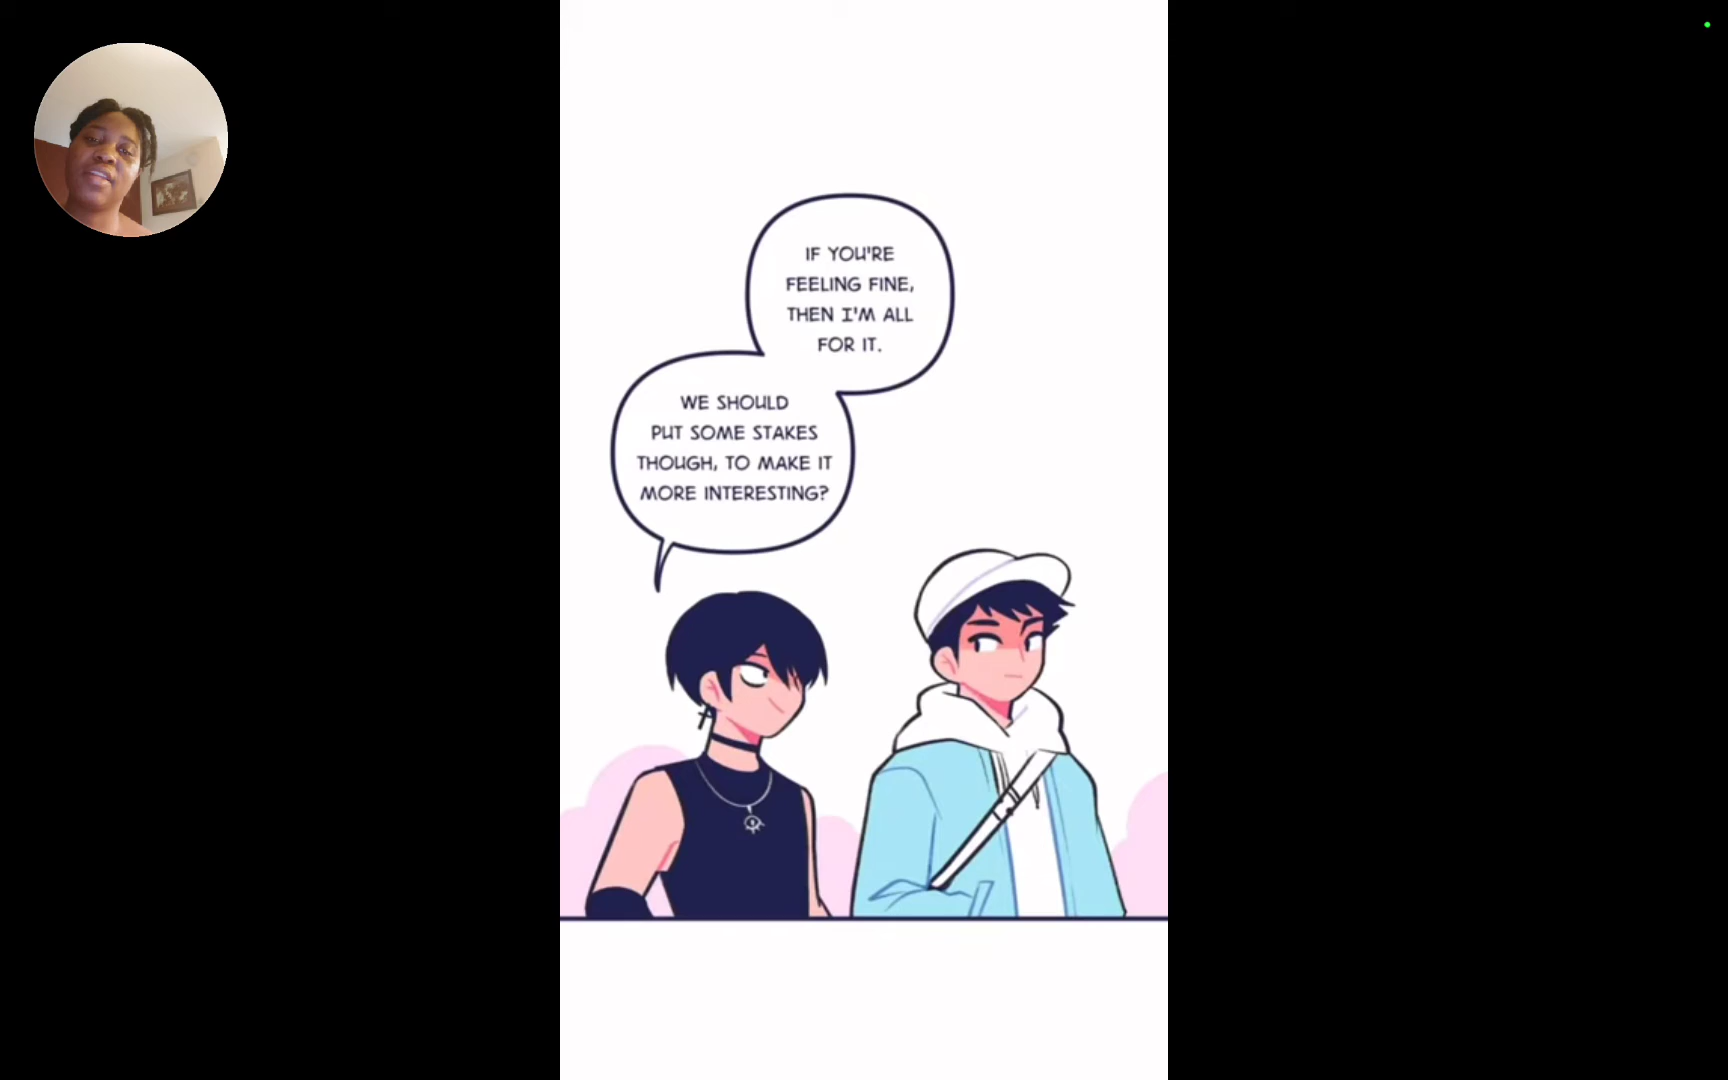 IF YOU'RE
FEELING FINE,
THEN I'M ALL
FOR IT.
WE SHOULD
PUT SOME STAKES
THOUGH, TO MAKE IT
MORE INTERESTING?